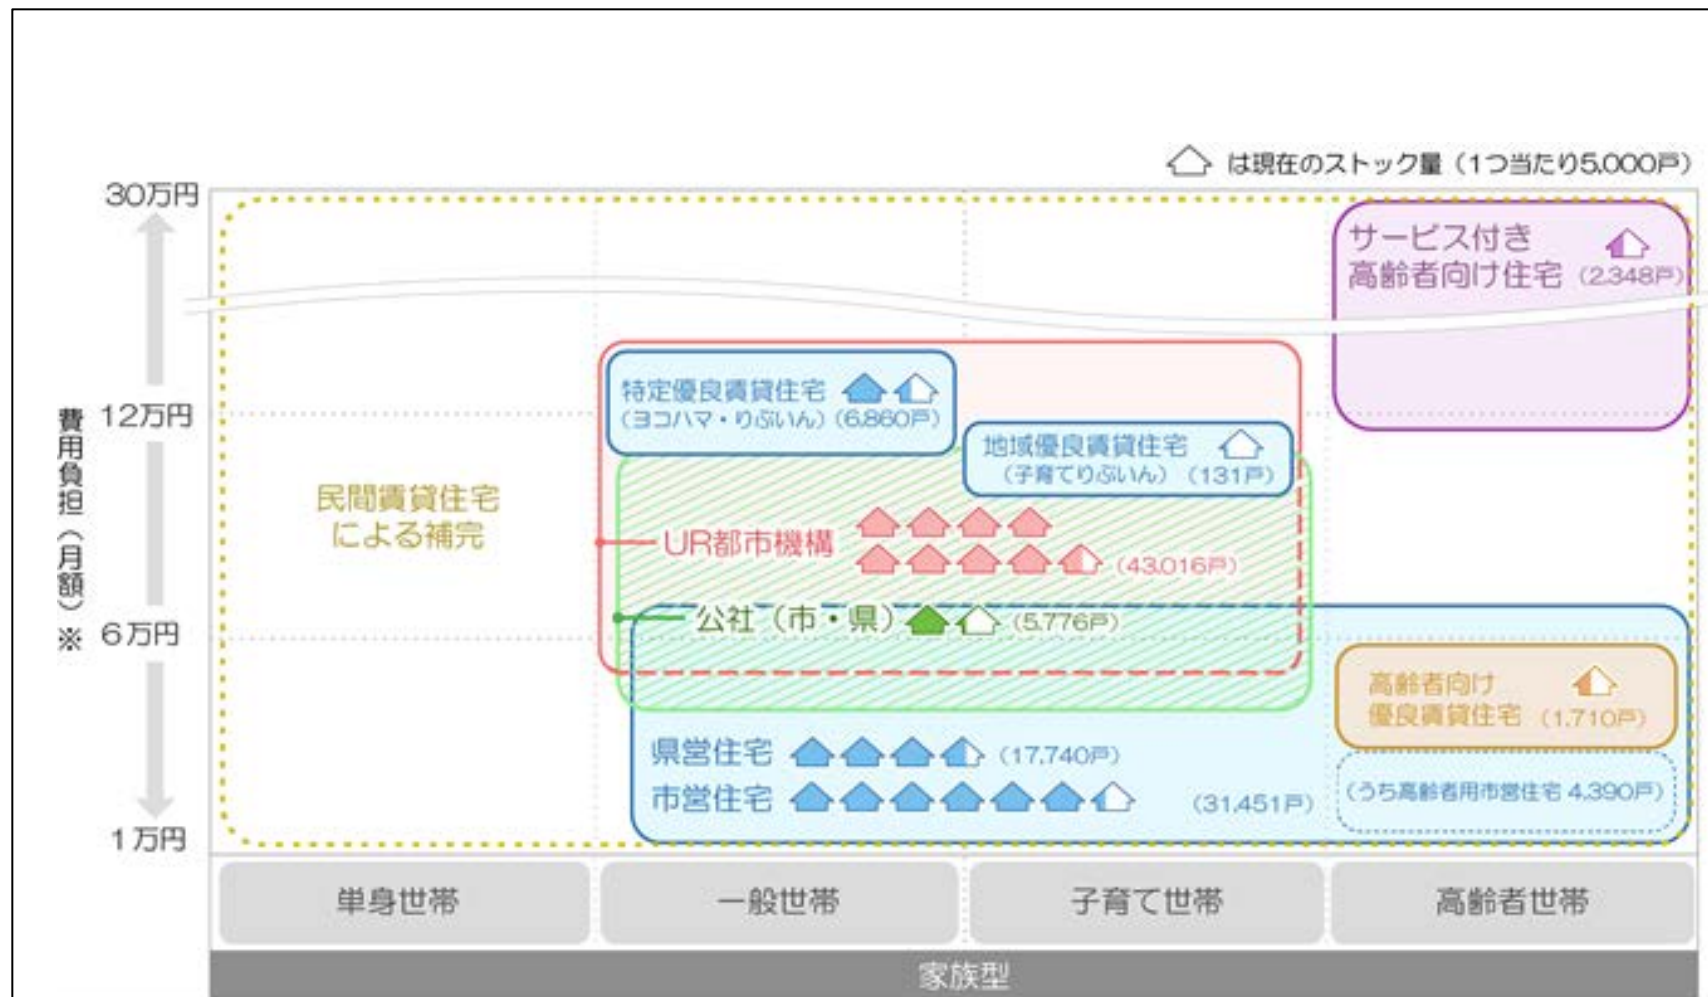 は現在のストック量（1つ当たり5,000戸）
30万円
12万円
6万円
1万円
費用負担（月額）※
サービス付き
高齢者向け住宅（2,348戸）
特定優良賃貸住宅
（ヨコハマ・りぶいん）（6,860戸）
地域優良賃貸住宅
（子育てりぶいん）（131戸）
民間賃貸住宅
による補完
UR都市機構
（43,016戸）
公社（市・県）（5,776戸）
高齢者向け
優良賃貸住宅（1,710戸）
県営住宅（17,740戸）
市営住宅（31,451戸）
（うち高齢者用市営住宅 4,390戸）
単身世帯
一般世帯
子育て世帯
高齢者世帯
家族型